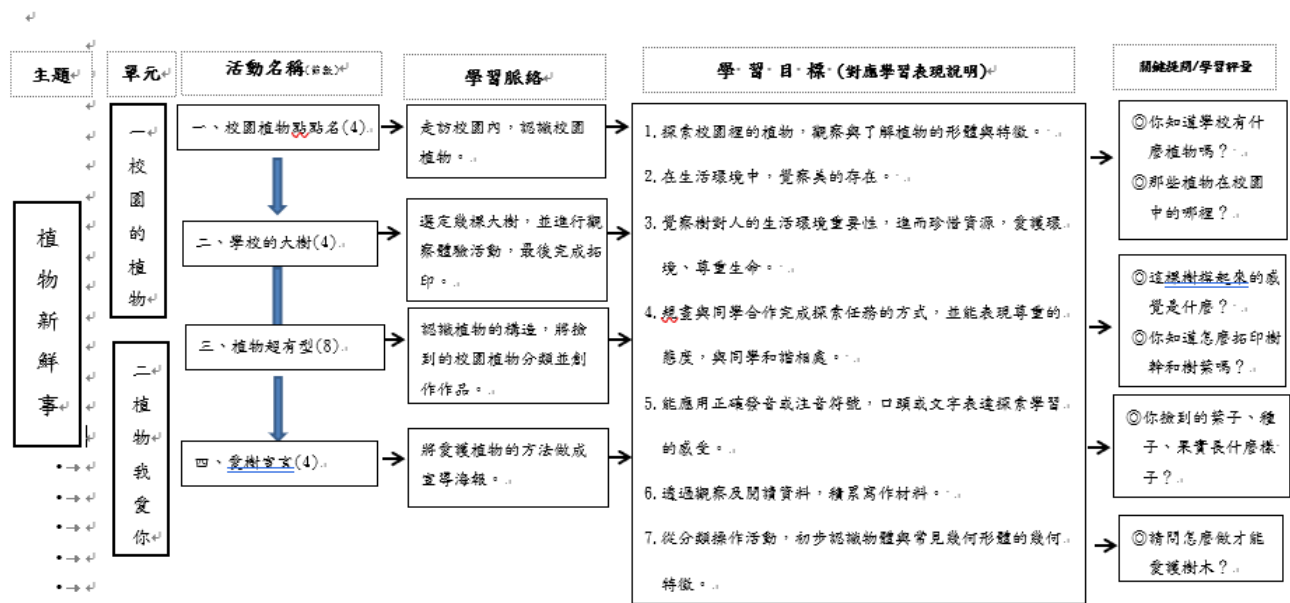 主題
單元
活動名稱(節數)
學習脈絡
學 習 目 標 (對應學習表現說明)
關鍵提問/學習評量
植物新鮮事
一校園的植物
二植物我愛你
一、校園植物點點名(4)
二、學校的大樹(4)
三、植物超有型(8)
四、愛樹宣言(4)
走訪校園內，認識校園
植物。
選定幾棵大樹，並進行觀
察體驗活動，最後完成拓
印。
認識植物的構造，將撿
到的校園植物分類並創
作作品。
將愛護植物的方法做成
宣導海報。
1.探索校園裡的植物，觀察與了解植物的形體與特徵。
2.在生活環境中，覺察美的存在。
3.覺察樹對人的生活環境重要性，進而珍惜資源，愛護環
境、尊重生命。
4.規畫與同學合作完成探索任務的方式，並能表現尊重的
態度，與同學和諧相處。
5.能應用正確發音或注音符號，口頭或文字表達探索學習
的感受。
6.透過觀察及閱讀資料，積累寫作材料。
7.從分類操作活動，初步認識物體與常見幾何形體的幾何
特徵。
◎你知道學校有什
麼植物嗎？
◎那些植物在校園
中的哪裡？
◎這棵樹摸起來的感
覺是什麼？
◎你知道怎麼拓印樹
幹和樹葉嗎？
◎你撿到的葉子、種
子、果實長什麼樣
子？
◎請問怎麼做才能
愛護樹木？